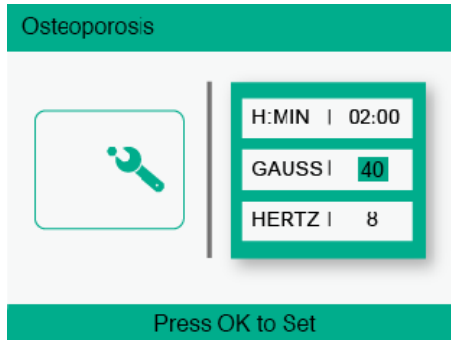 Osteoporosis
H:MIN | 02:00
GAUSS | 40
HERTZ | 8
Press OK to Set